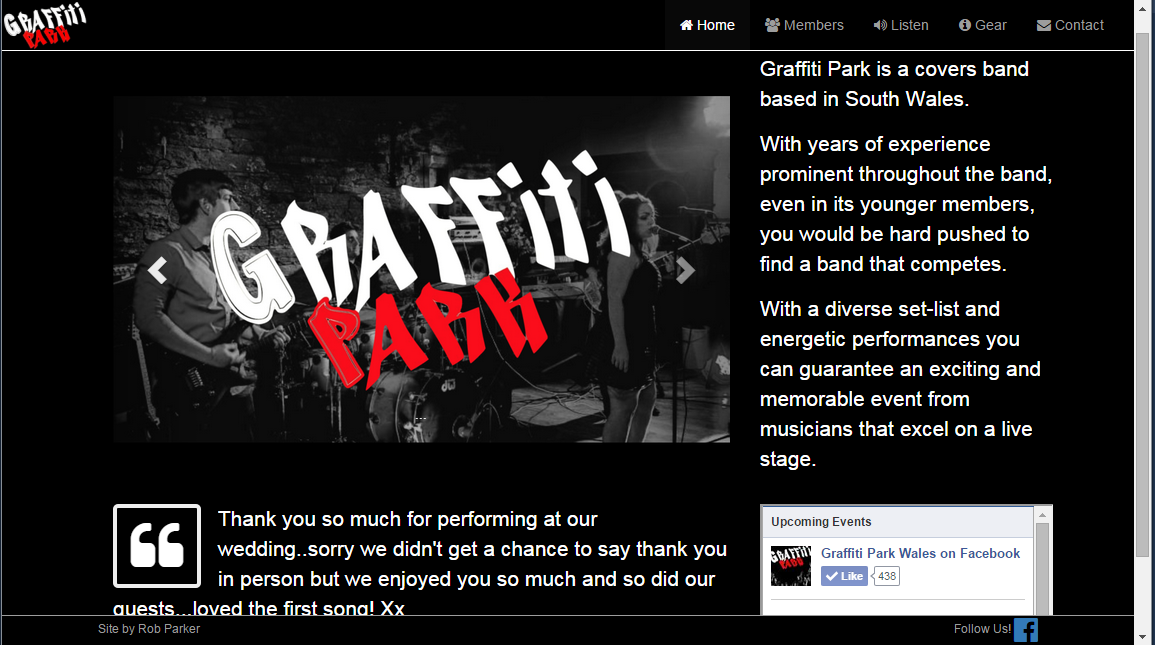 GRAFFiti
PARK
Home
Members
Listen
Gear
Contact
GRAFFiti
PARK
...
Graffiti Park is a covers band
based in South Wales.
With years of experience
prominent throughout the band,
even in its younger members,
you would be hard pushed to
find a band that competes.
With a diverse set-list and
energetic performances you
can guarantee an exciting and
memorable event from
musicians that excel on a live
stage.
Thank you so much for performing at our
wedding..sorry we didn't get a chance to say thank you
in person but we enjoyed you so much and so did our
guests...loved the first song! Xx
Upcoming Events
GRAFFiti
PARK
Graffiti Park Wales on Facebook
Like
438
Site by Rob Parker
Follow Us!